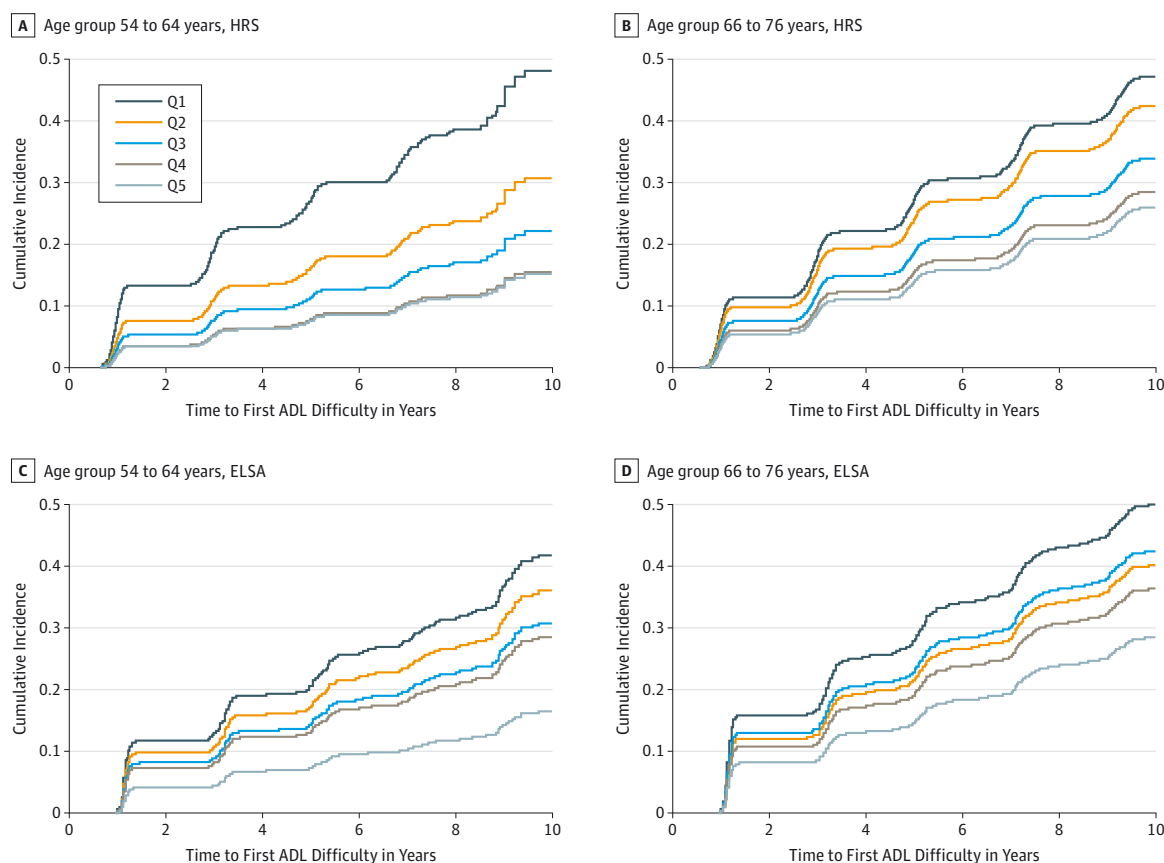 A Age group 54 to 64 years, HRS
0.5
0.4
0.3
0.2
0.1
0
Cumulative Incidence
Q1
Q2
Q3
Q4
Q5
0 2 4 6 8 10
Time to First ADL Difficulty in Years
B Age group 66 to 76 years, HRS
0.5
0.4
0.3
0.2
0.1
0
Cumulative Incidence
0 2 4 6 8 10
Time to First ADL Difficulty in Years
C Age group 54 to 64 years, ELSA
0.5
0.4
0.3
0.2
0.1
0
Cumulative Incidence
0 2 4 6 8 10
Time to First ADL Difficulty in Years
D Age group 66 to 76 years, ELSA
0.5
0.4
0.3
0.2
0.1
0
Cumulative Incidence
0 2 4 6 8 10
Time to First ADL Difficulty in Years